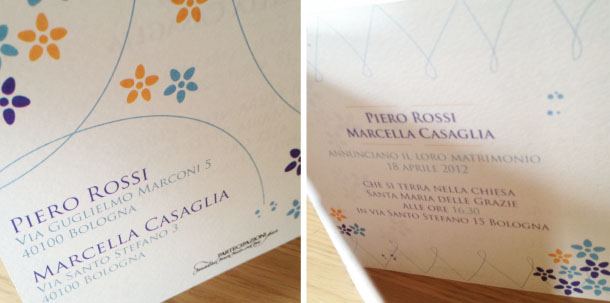 PIERO ROSSI
VIA GUGLIELMO MARCONI 5
40100 BOLOGNA
MARCELLA CASAGLIA
VIA SANTO STEFANO 3
40100 BOLOGNA
PARTECIPAZIONI
PIERO ROSSI
MARCELLA CASAGLIA
ANNUNCIANO IL LORO MATRIMONIO
18 APRILE 2012
CHE SI TERRA NELLA CHIESA
SANTA MARIA DELLE GRAZIE
ALLE ORE 16.30
IN VIA SANTO STEFANO 15 BOLOGNA